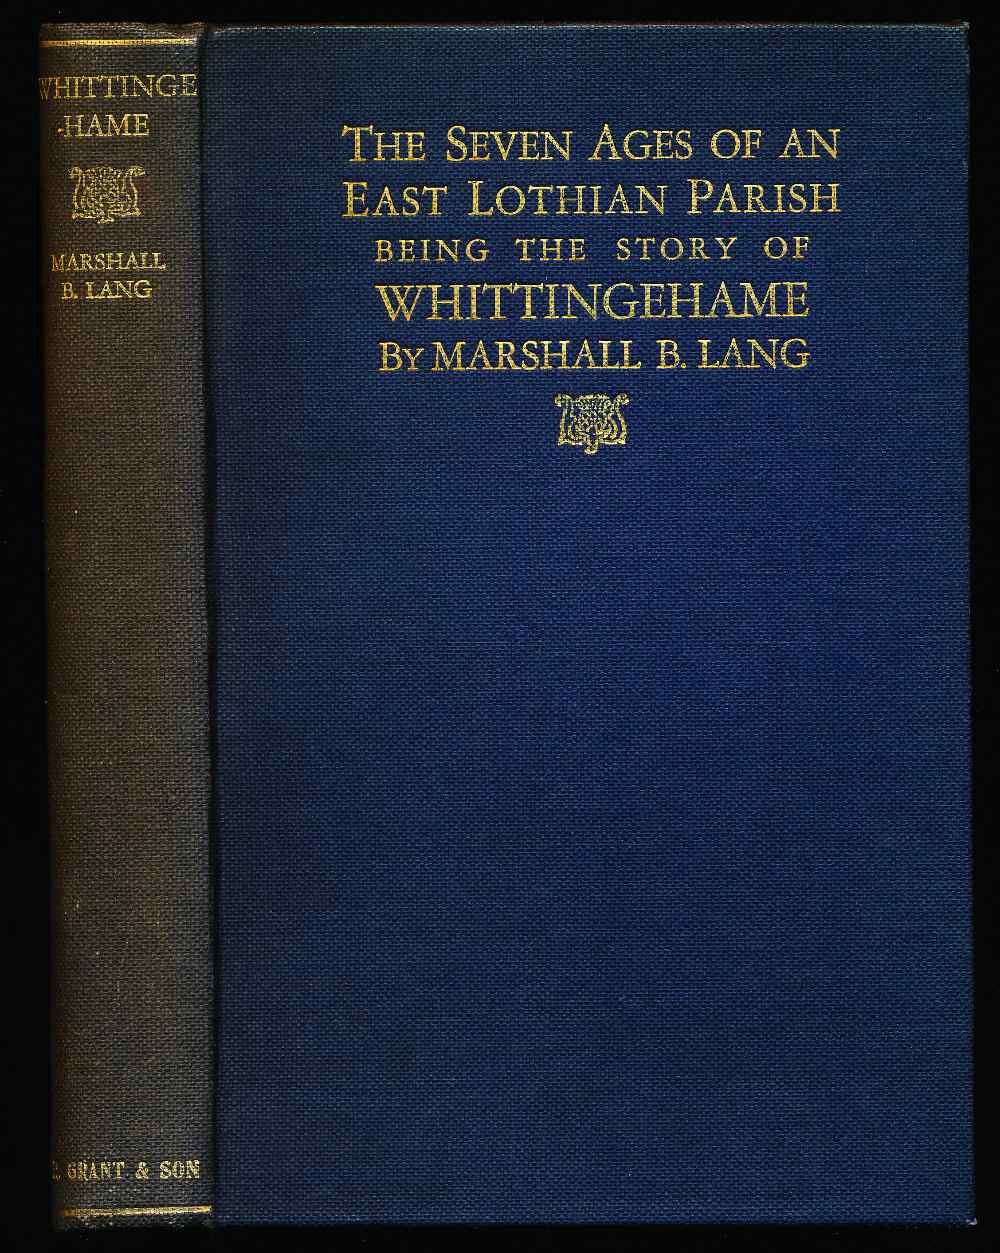 WHITTINGE
-HAME
MARSHALL
B. LANG
GRANT & SON
THE SEVEN AGES OF AN
EAST LOTHIAN PARISH
BEING THE STORY OF
WHITTINGEHAME
BY MARSHALL B. LANG